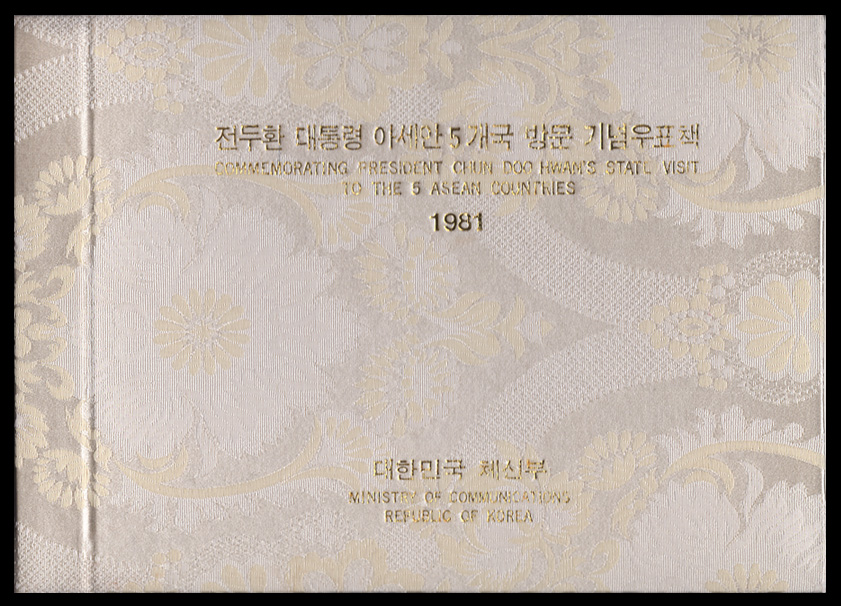 전두환 대통령 아세안 5개국 방문 기념우표책
COMMEMORATING PRESIDENT CHUN DOO HWAN'S STATE VISIT
TO THE 5 ASEAN COUNTRIES
1981
대한민국 체신부
MINISTRY OF COMMUNICATIONS
REPUBLIC OF KOREA